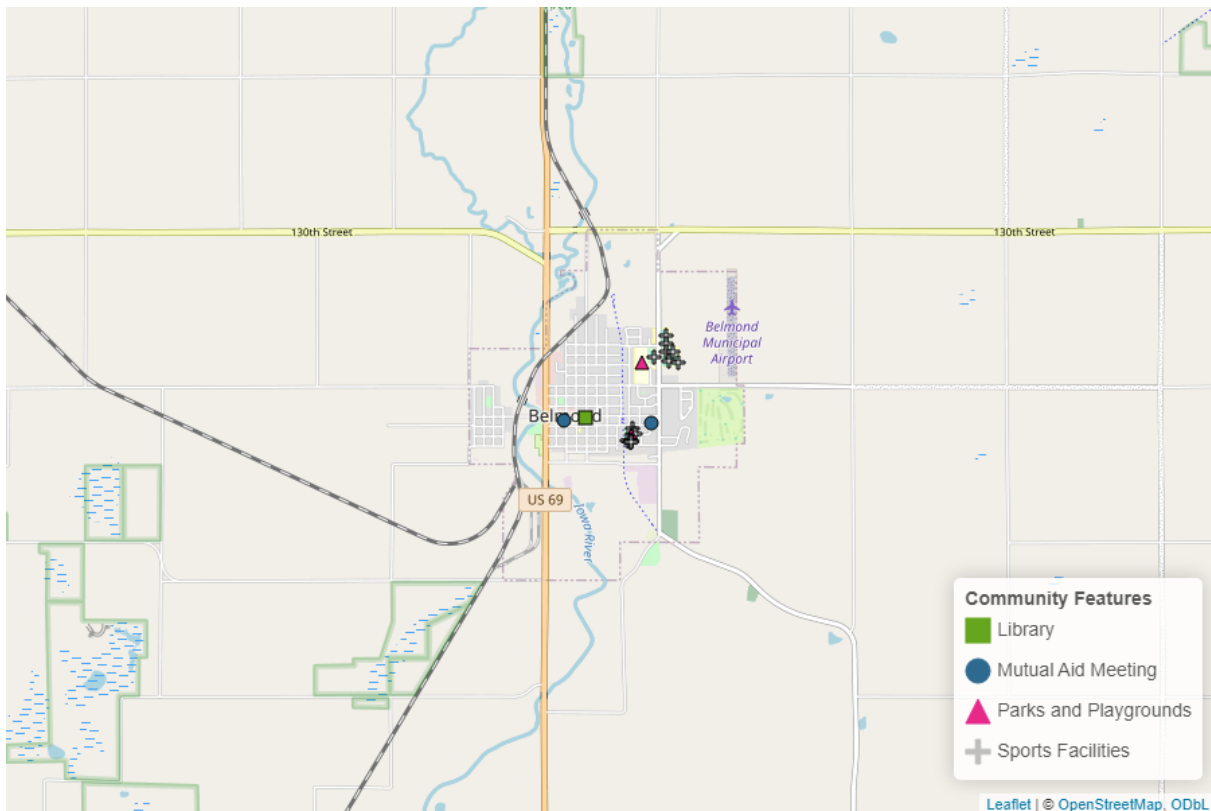 130th Street
130th Street
Belmond
Municipal
Airport
Belmond
US 69
Iowa River
Community Features
Library
Mutual Aid Meeting
Parks and Playgrounds
Sports Facilities
Leaflet | © OpenStreetMap, ODbL